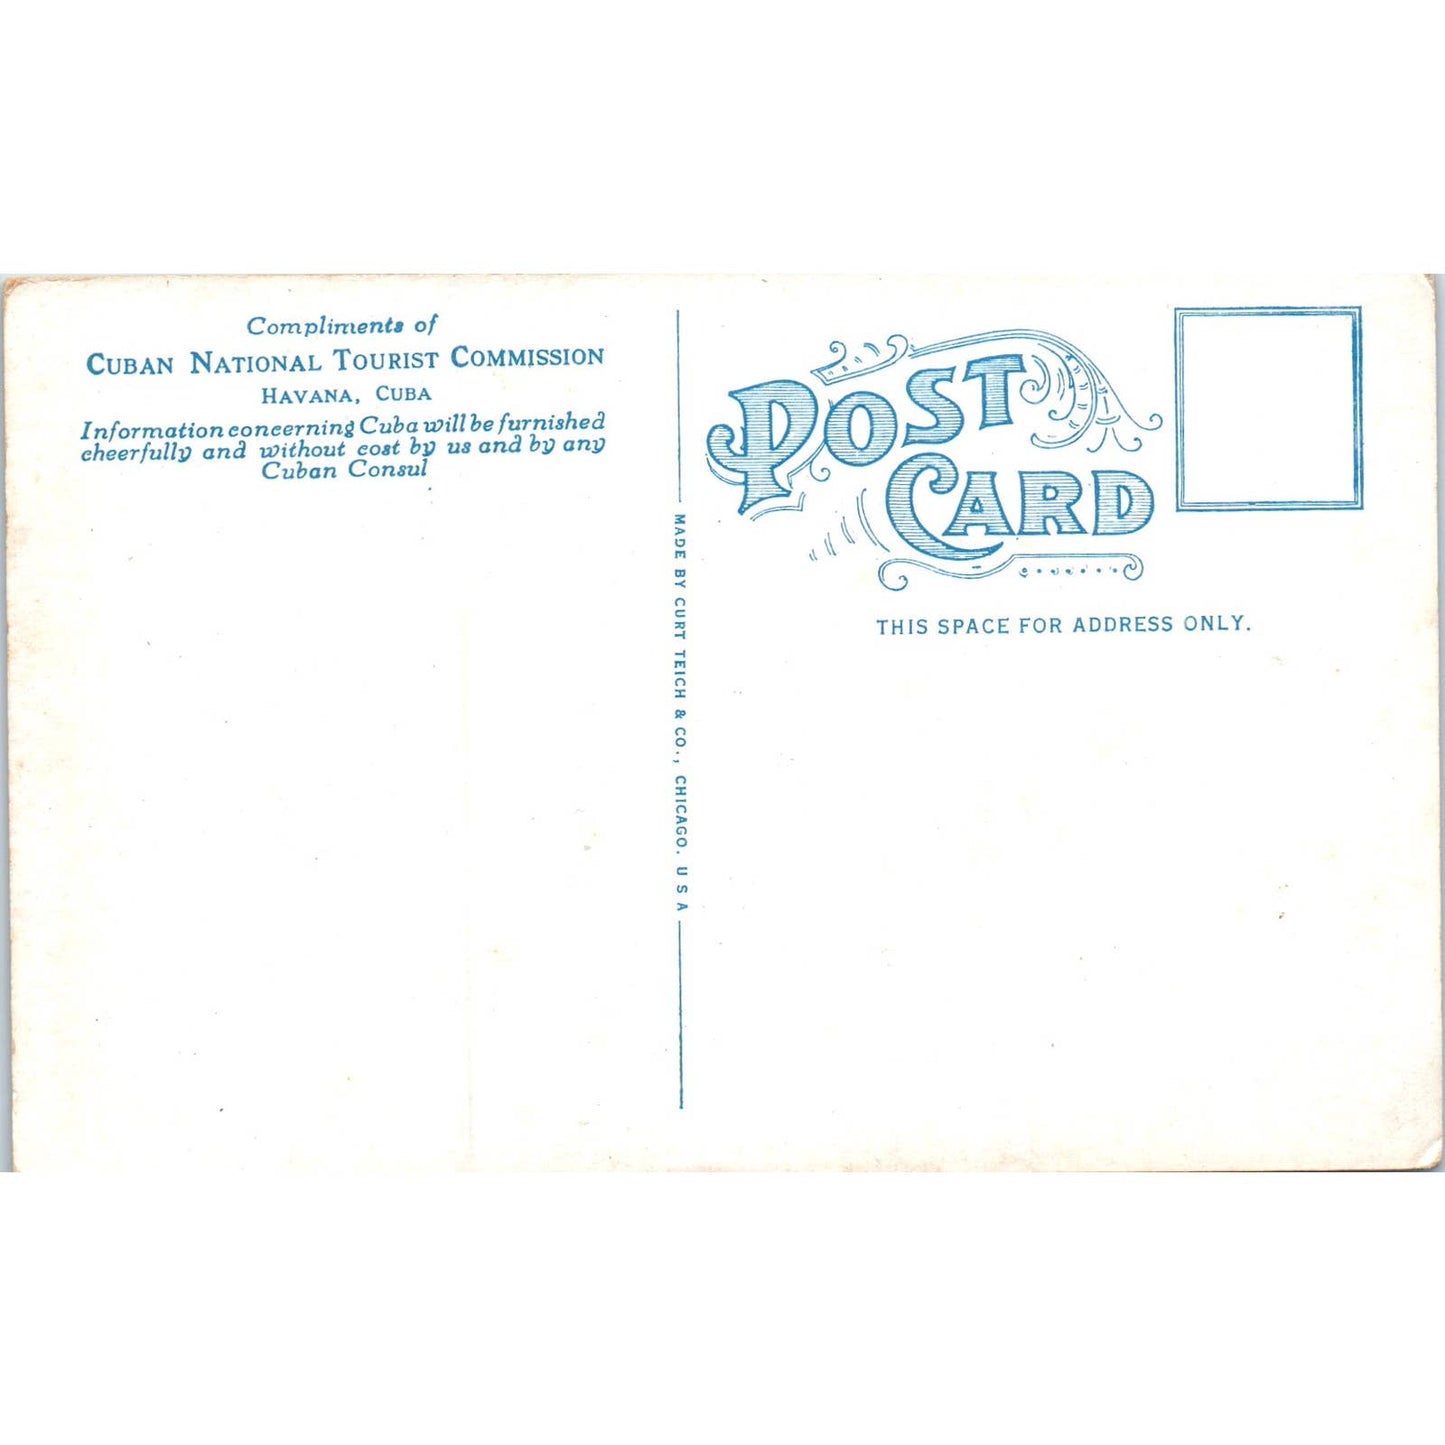 Compliments of
CUBAN NATIONAL TOURIST COMMISSION
HAVANA, CUBA
Information concerning Cuba will be furnished
cheerfully and without cost by us and by any
Cuban Consul
MADE BY CURT TEICH & CO., CHICAGO. U S A
POST
CARD
THIS SPACE FOR ADDRESS ONLY.